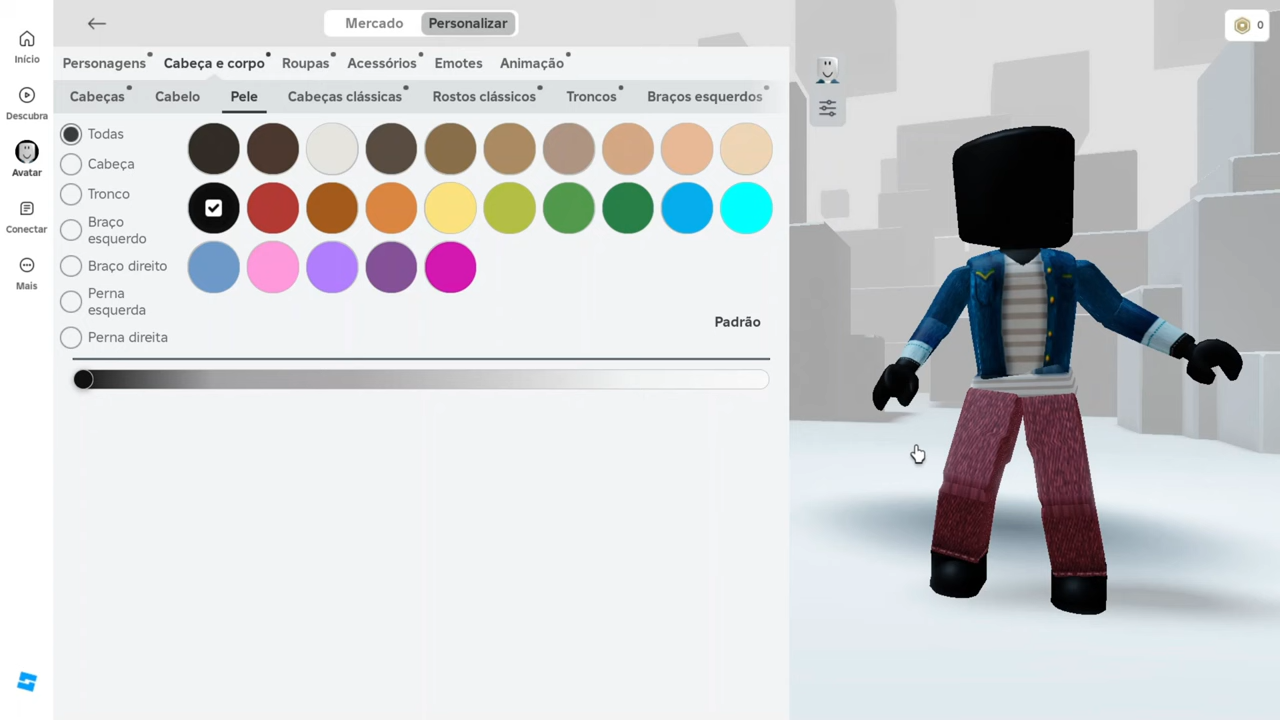 Mercado
Personalizar
0
Início
Descubra
Avatar
Conectar
Mais
Personagens
Cabeça e corpo
Roupas
Acessórios
Emotes
Animação
Cabeças
Cabelo
Pele
Cabeças clássicas
Rostos clássicos
Troncos
Braços esquerdos
Todas
Cabeça
Tronco
Braço
esquerdo
Braço direito
Perna
esquerda
Perna direita
Padrão